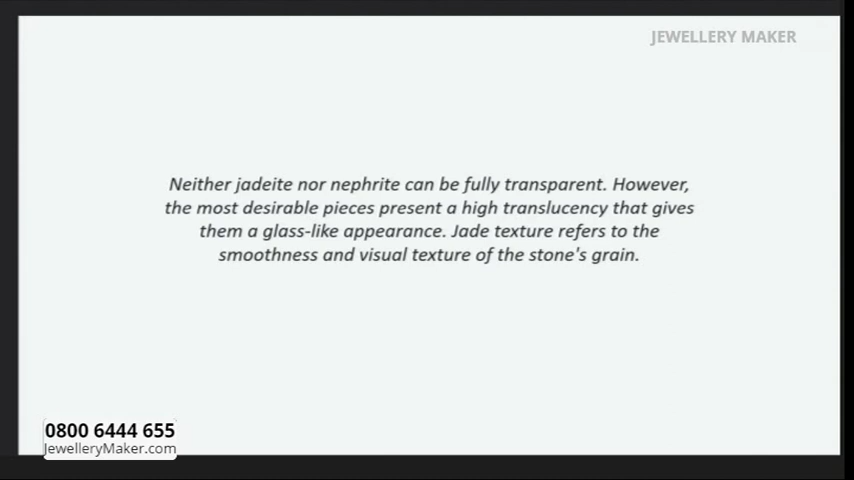 JEWELLERY MAKER
Neither jadeite nor nephrite can be fully transparent. However,
the most desirable pieces present a high translucency that gives
them a glass-like appearance. Jade texture refers to the
smoothness and visual texture of the stone's grain.
0800 6444 655
JewelleryMaker.com